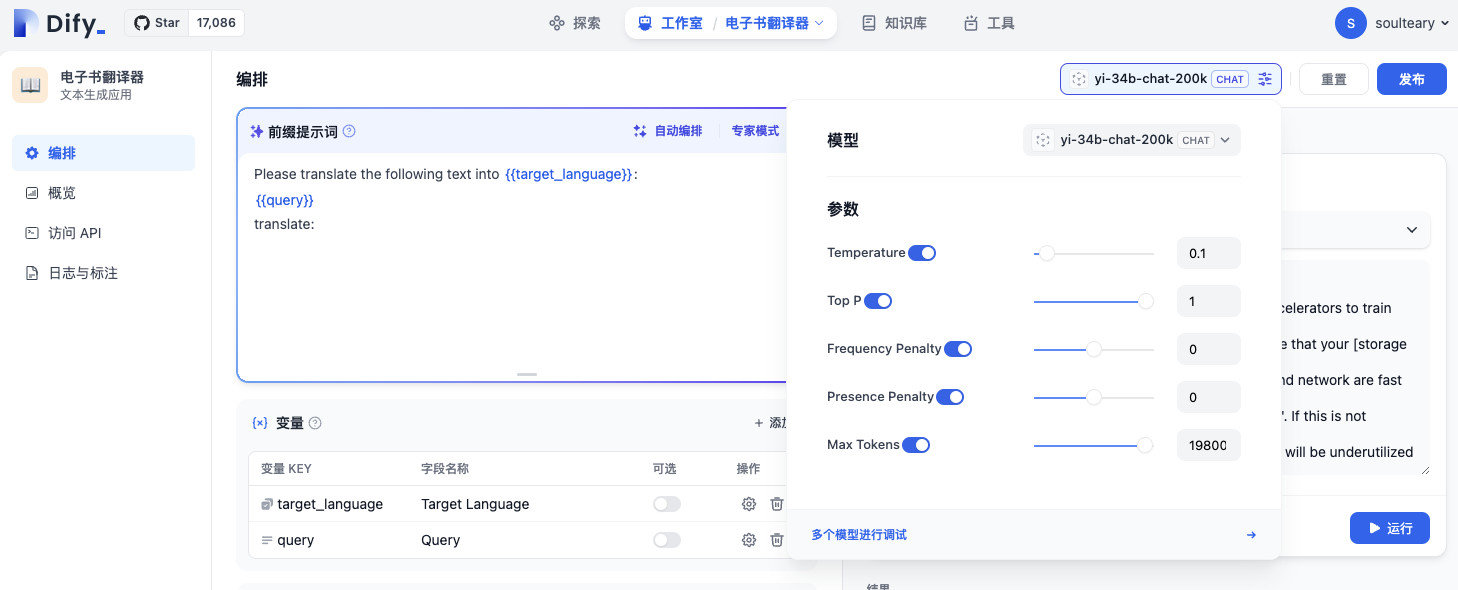 Dify_
Star 17,086
探索
工作室 / 电子书翻译器
知识库
工具
S soulteary
电子书翻译器
文本生成应用
编排
概览
访问 API
日志与标注
编排
yi-34b-chat-200k CHAT
重置
发布
前缀提示词
自动编排
专家模式
Please translate the following text into {{target_language}}:
{{query}}
translate:
{x} 变量
+ 添加
变量 KEY 字段名称 可选 操作
target_language Target Language
query Query
模型
yi-34b-chat-200k CHAT
参数
Temperature 0.1
Top P 1
Frequency Penalty 0
Presence Penalty 0
Max Tokens 19800
多个模型进行调试
to train
that your [storage
network are fast
If this is not
will be underutilized
运行
结果